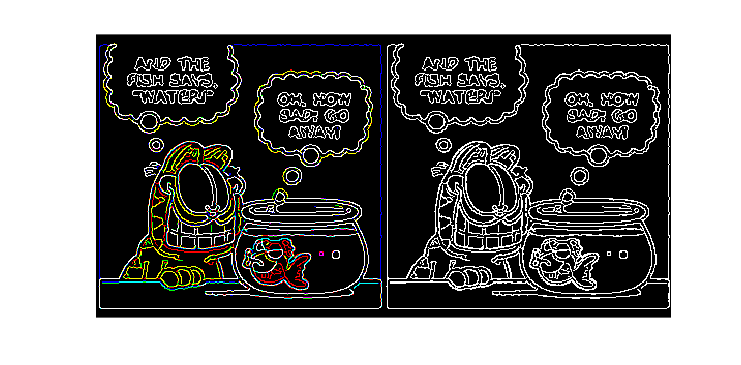 AND THE
FISH SAYS,
"WATER!"
OH, HOW
SAD. GO
AWAY!
AND THE
FISH SAYS,
"WATER!"
OH, HOW
SAD. GO
AWAY!